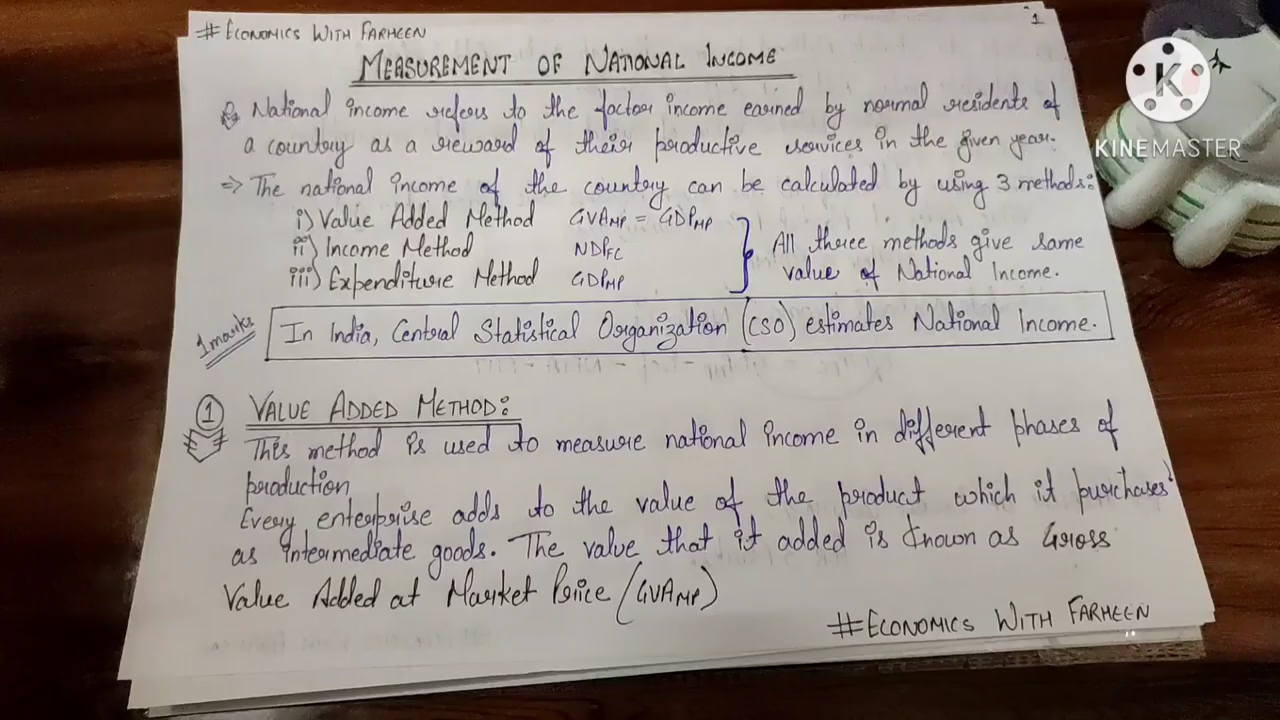 # ECONOMICS WITH FARHEEN
1
MEASUREMENT OF NATIONAL INCOME
National income refers to the factor income earned by normal residents of
a country as a reward of their productive services in the given year.
⇒ The national income of the country can be calculated by using 3 methods:
i) Value Added Method GVAMP = GDPMP
ii) Income Method NDPFC
iii) Expenditure Method GDPMP
All three methods give same
value of National Income.
1 marks
In India, Central Statistical Organization (CSO) estimates National Income.
1 VALUE ADDED METHOD:
This method is used to measure national income in different phases of
production
Every enterprise adds to the value of the product which it purchases
as intermediate goods. The value that it added is known as Gross
Value Added at Market Price (GVAMP)
# ECONOMICS WITH FARHEEN
K
KINEMASTER